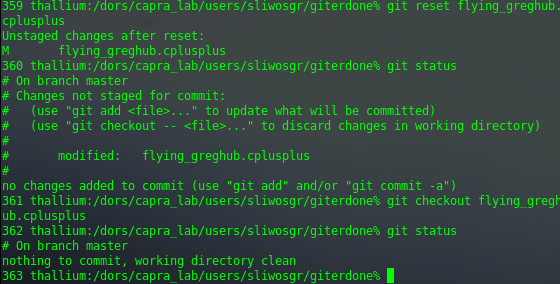 359 thallium:/dors/capra_lab/users/sliwosgr/giterdone% git reset flying_greghub.
cplusplus
Unstaged changes after reset:
M       flying_greghub.cplusplus
360 thallium:/dors/capra_lab/users/sliwosgr/giterdone% git status
# On branch master
# Changes not staged for commit:
#   (use "git add <file>..." to update what will be committed)
#   (use "git checkout -- <file>..." to discard changes in working directory)
#
#       modified:   flying_greghub.cplusplus
#
no changes added to commit (use "git add" and/or "git commit -a")
361 thallium:/dors/capra_lab/users/sliwosgr/giterdone% git checkout flying_gregh
ub.cplusplus
362 thallium:/dors/capra_lab/users/sliwosgr/giterdone% git status
# On branch master
nothing to commit, working directory clean
363 thallium:/dors/capra_lab/users/sliwosgr/giterdone%